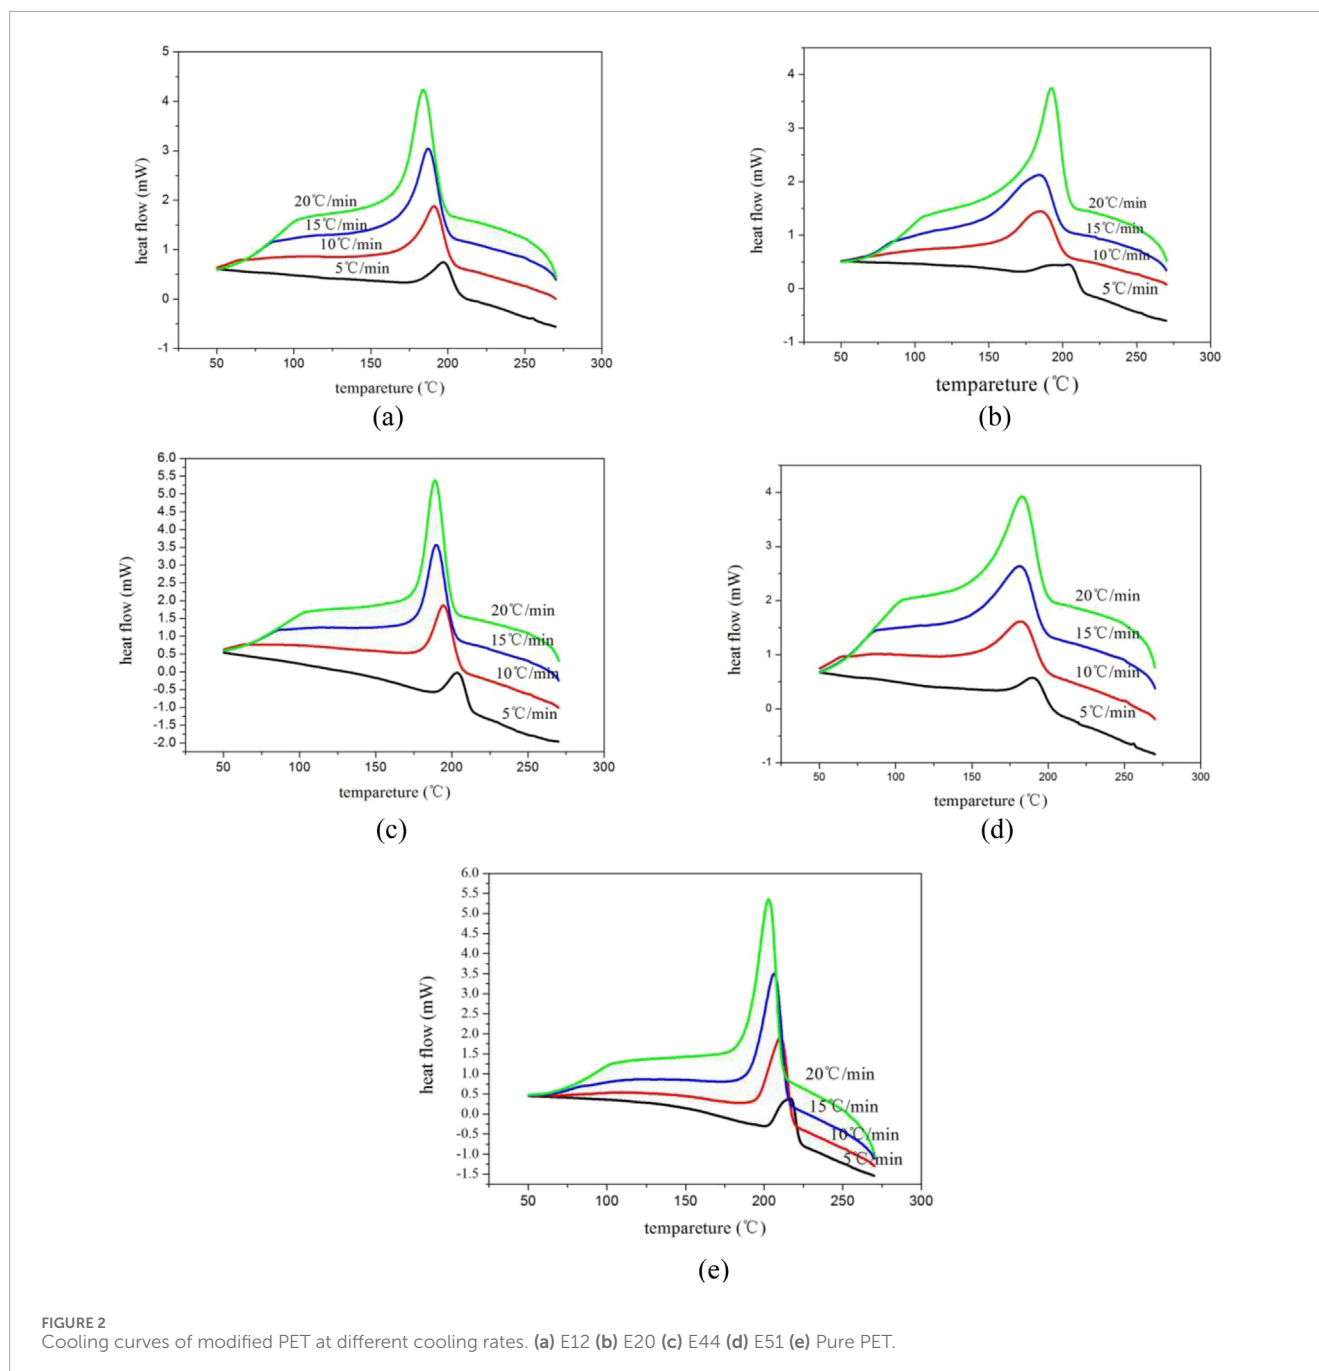 5
4
3
2
1
0
-1
heat flow (mW)
20℃/min
15℃/min
10℃/min
5℃/min
50 100 150 200 250 300
tempareture (℃)
(a)
4
3
2
1
0
-1
heat flow (mW)
20℃/min
15℃/min
10℃/min
5℃/min
50 100 150 200 250 300
tempareture (℃)
(b)
6.0
5.5
5.0
4.5
4.0
3.5
3.0
2.5
2.0
1.5
1.0
0.5
0.0
-0.5
-1.0
-1.5
-2.0
heat flow (mW)
20℃/min
15℃/min
10℃/min
5℃/min
50 100 150 200 250 300
tempareture (℃)
(c)
4
3
2
1
0
-1
heat flow (mW)
20℃/min
15℃/min
10℃/min
5℃/min
50 100 150 200 250 300
tempareture (℃)
(d)
6.0
5.5
5.0
4.5
4.0
3.5
3.0
2.5
2.0
1.5
1.0
0.5
0.0
-0.5
-1.0
-1.5
heat flow (mW)
20℃/min
15℃/min
10℃/min
5℃/min
50 100 150 200 250 300
tempareture (℃)
(e)
FIGURE 2
Cooling curves of modified PET at different cooling rates. (a) E12 (b) E20 (c) E44 (d) E51 (e) Pure PET.